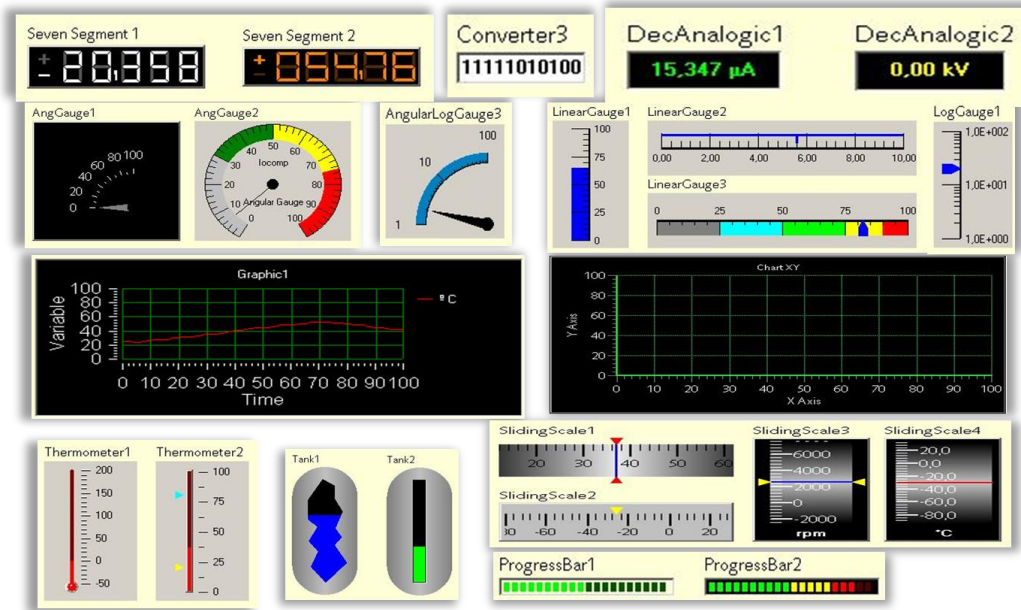 Seven Segment 1
+
-
20,358
Seven Segment 2
+
-
054,76
Converter3
11111010100
DecAnalogic1
15,347 µA
DecAnalogic2
0,00 kV
AngGauge1
0
20
40
60
80
100
AngGauge2
0
10
20
30
40
50
60
70
80
90
100
Iocomp
Angular Gauge
AngularLogGauge3
1
10
100
LinearGauge1
100
75
50
25
0
LinearGauge2
0,00 2,00 4,00 6,00 8,00 10,00
LinearGauge3
0 25 50 75 100
LogGauge1
1,0E+002
1,0E+001
1,0E+000
Graphic1
Variable
100
80
60
40
20
0
0 10 20 30 40 50 60 70 80 90 100
Time
ºC
Chart XY
Y Axis
100
80
60
40
20
0
0 10 20 30 40 50 60 70 80 90 100
X Axis
Thermometer1
200
150
100
50
0
-50
Thermometer2
100
75
50
25
0
Tank1
Tank2
SlidingScale1
20 30 40 50 60
SlidingScale2
-60 -40 -20 0 20
SlidingScale3
6000
4000
2000
0
-2000
rpm
SlidingScale4
20,0
0,0
-20,0
-40,0
-60,0
-80,0
°C
ProgressBar1
ProgressBar2